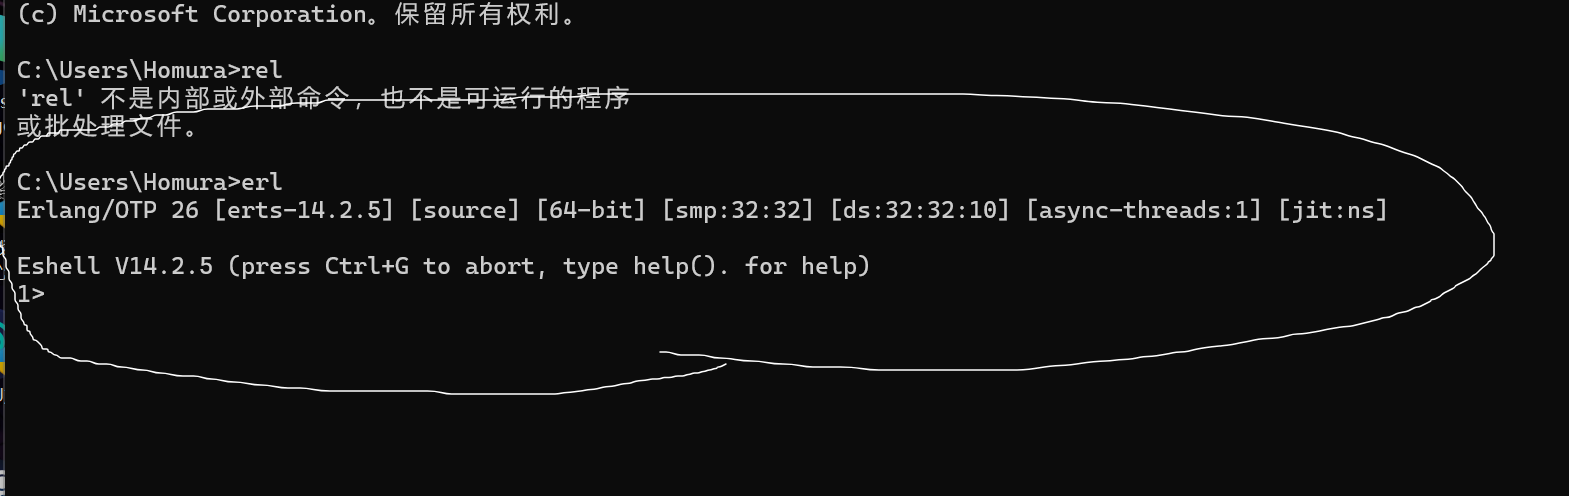 (c) Microsoft Corporation。保留所有权利。
C:\Users\Homura>rel
'rel' 不是内部或外部命令，也不是可运行的程序
或批处理文件。
C:\Users\Homura>erl
Erlang/OTP 26 [erts-14.2.5] [source] [64-bit] [smp:32:32] [ds:32:32:10] [async-threads:1] [jit:ns]
Eshell V14.2.5 (press Ctrl+G to abort, type help(). for help)
1>